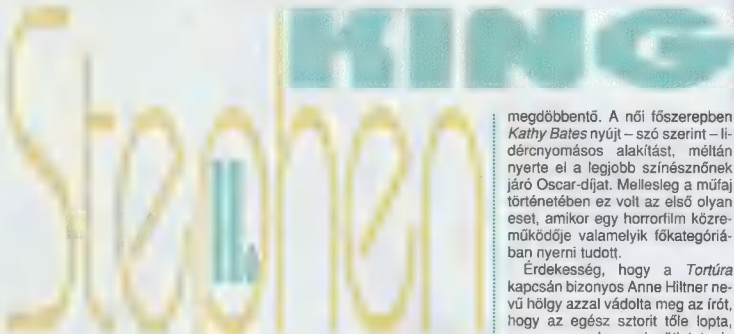 KING
Stephen
II.
megdöbbentő. A női főszerepben
Kathy Bates nyújt – szó szerint – li-
dércnyomásos alakítást, méltán
nyerte el a legjobb színésznőnek
járó Oscar-díjat. Mellesleg a műfaj
történetében ez volt az első olyan
eset, amikor egy horrorfilm közre-
működője valamelyik főkategóriá-
ban nyerni tudott.
Érdekesség, hogy a Tortúra
kapcsán bizonyos Anne Hiltner ne-
vű hölgy azzal vádolta meg az írót,
hogy az egész sztorit tőle lopta,